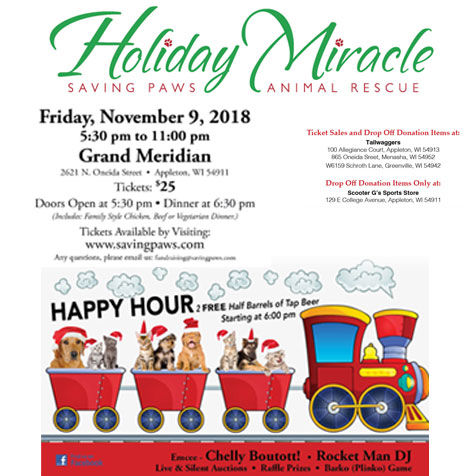 Holiday Miracle
SAVING PAWS ANIMAL RESCUE
Friday, November 9, 2018
5:30 pm to 11:00 pm
Grand Meridian
2621 N. Oneida Street • Appleton, WI 54911
Tickets: $25
Doors Open at 5:30 pm • Dinner at 6:30 pm
(Includes: Family Style Chicken, Beef or Vegetarian Dinner.)
Tickets Available by Visiting:
www.savingpaws.com
Any questions, please email us: fundraising@savingpaws.com
Ticket Sales and Drop Off Donation Items at:
Tailwaggers
100 Allegiance Court, Appleton, WI 54913
865 Oneida Street, Menasha, WI 54952
W6159 Schroth Lane, Greenville, WI 54942
Drop Off Donation Items Only at:
Scooter G's Sports Store
129 E College Avenue, Appleton, WI 54911
HAPPY HOUR 2 FREE Half Barrels of Tap Beer
Starting at 6:00 pm
Emcee - Chelly Boutott! • Rocket Man DJ
Live & Silent Auctions • Raffle Prizes • Barko (Plinko) Game